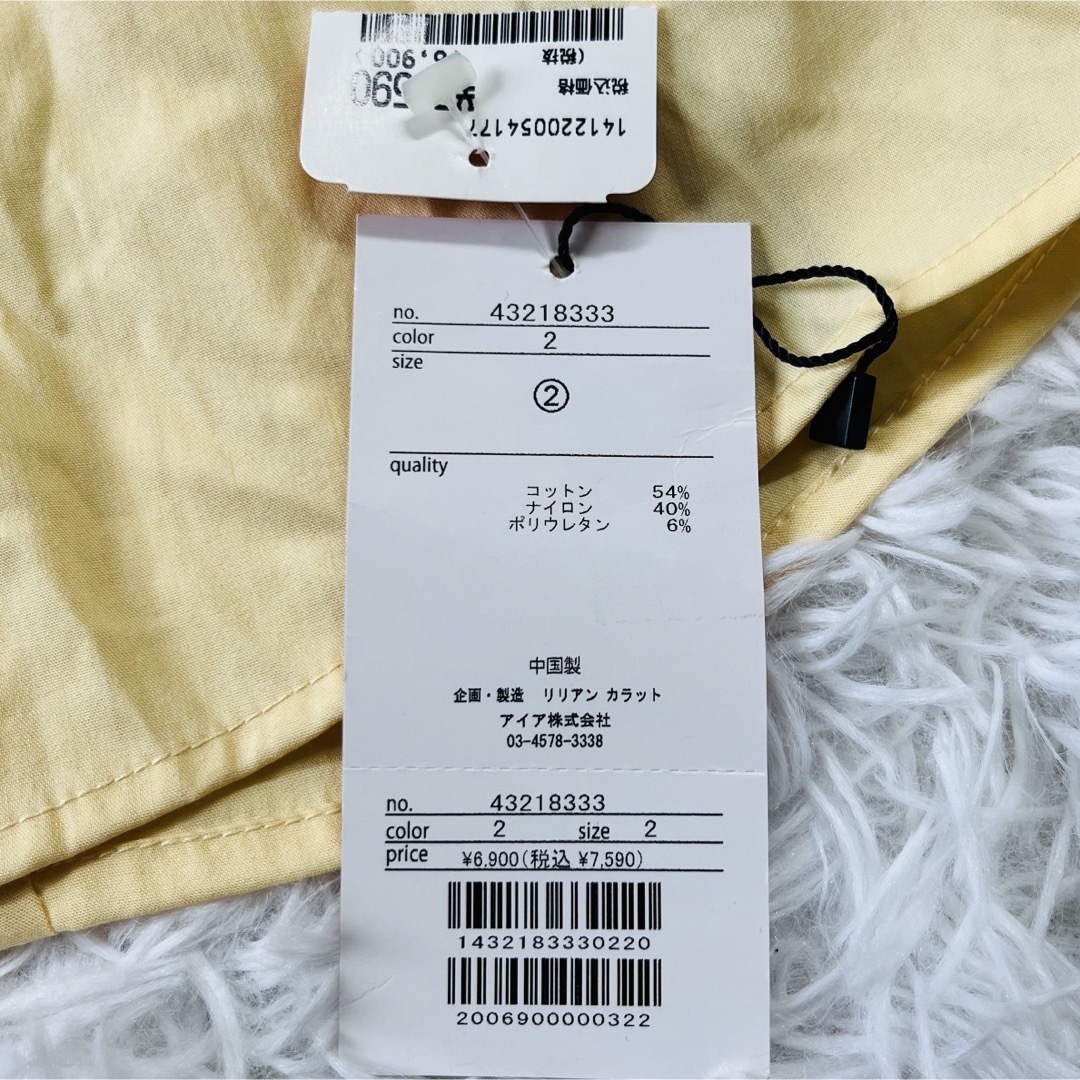 141220054177
税込価格
590
(税抜
,900)
no. 43218333
color 2
size
②
quality
コットン 54%
ナイロン 40%
ポリウレタン 6%
中国製
企画・製造 リリアン カラット
アイア株式会社
03-4578-3338
no. 43218333
color 2 size 2
price ¥6,900(税込 ¥7,590)
1432183330220
2006900000322